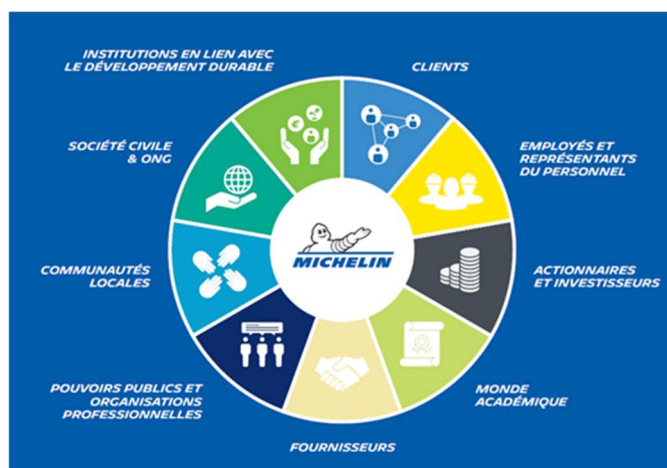 INSTITUTIONS EN LIEN AVEC
LE DÉVELOPPEMENT DURABLE
CLIENTS
SOCIÉTÉ CIVILE
& ONG
EMPLOYÉS ET
REPRÉSENTANTS
DU PERSONNEL
MICHELIN
COMMUNAUTÉS
LOCALES
ACTIONNAIRES
ET INVESTISSEURS
POUVOIRS PUBLICS ET
ORGANISATIONS
PROFESSIONNELLES
MONDE
ACADÉMIQUE
FOURNISSEURS